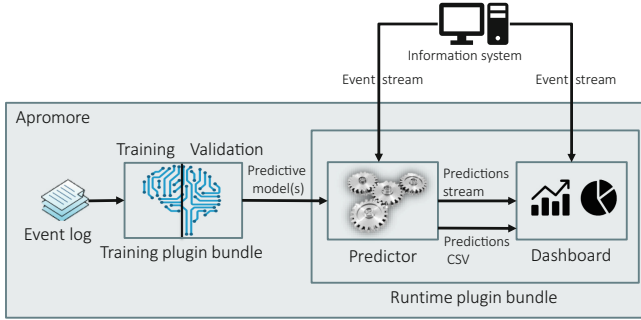 Information system
Event stream
Event stream
Apromore
Training Validation
Predictive
model(s)
Predictions
stream
Event log
Training plugin bundle
Predictor
Predictions
CSV
Dashboard
Runtime plugin bundle